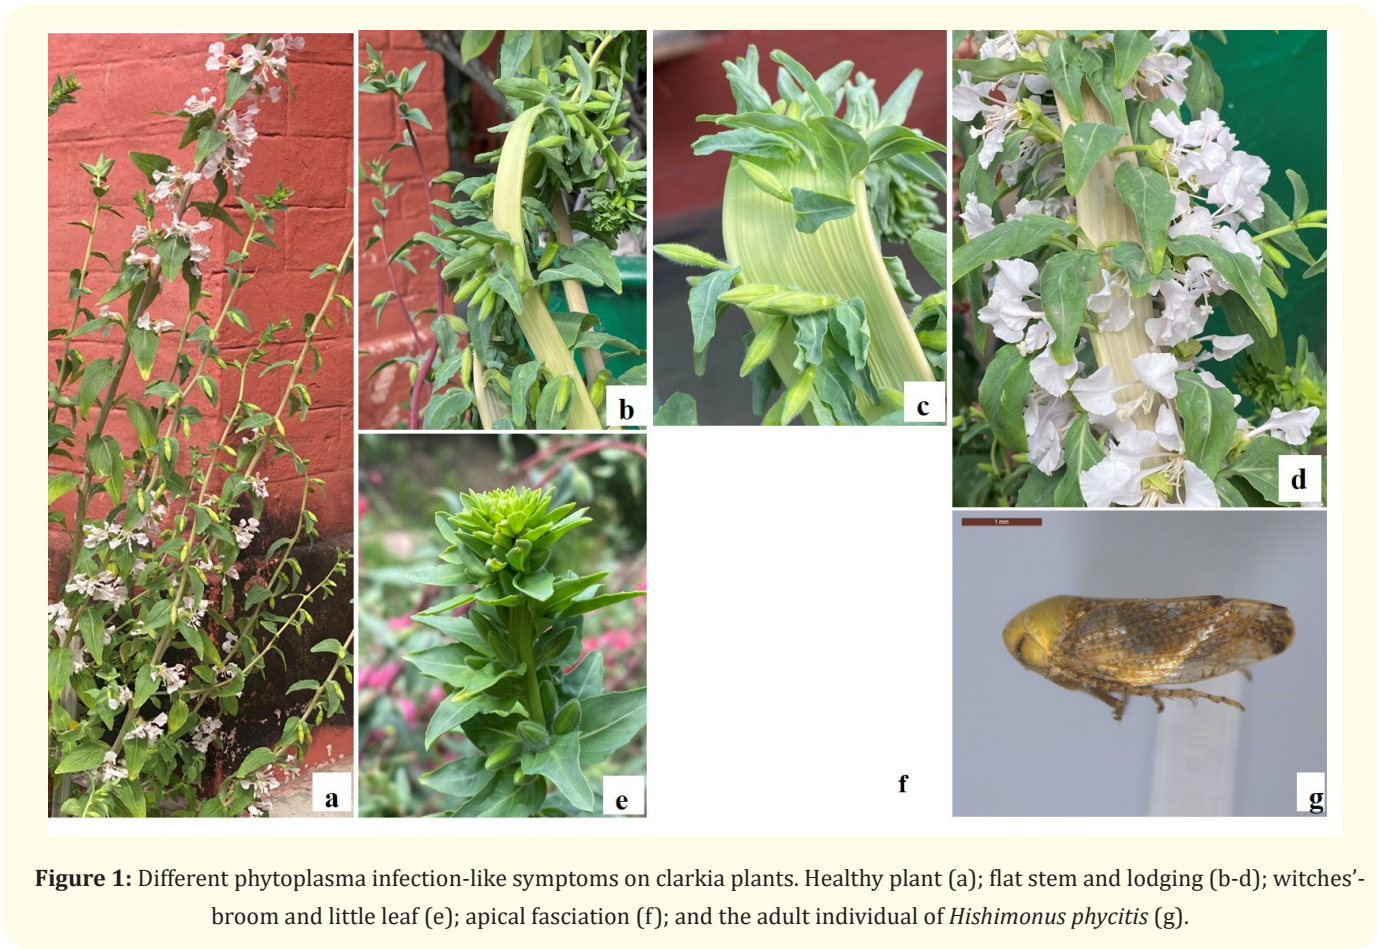 a
b
c
d
e
f
1 mm
g
Figure 1: Different phytoplasma infection-like symptoms on clarkia plants. Healthy plant (a); flat stem and lodging (b-d); witches’-
broom and little leaf (e); apical fasciation (f); and the adult individual of Hishimonus phycitis (g).